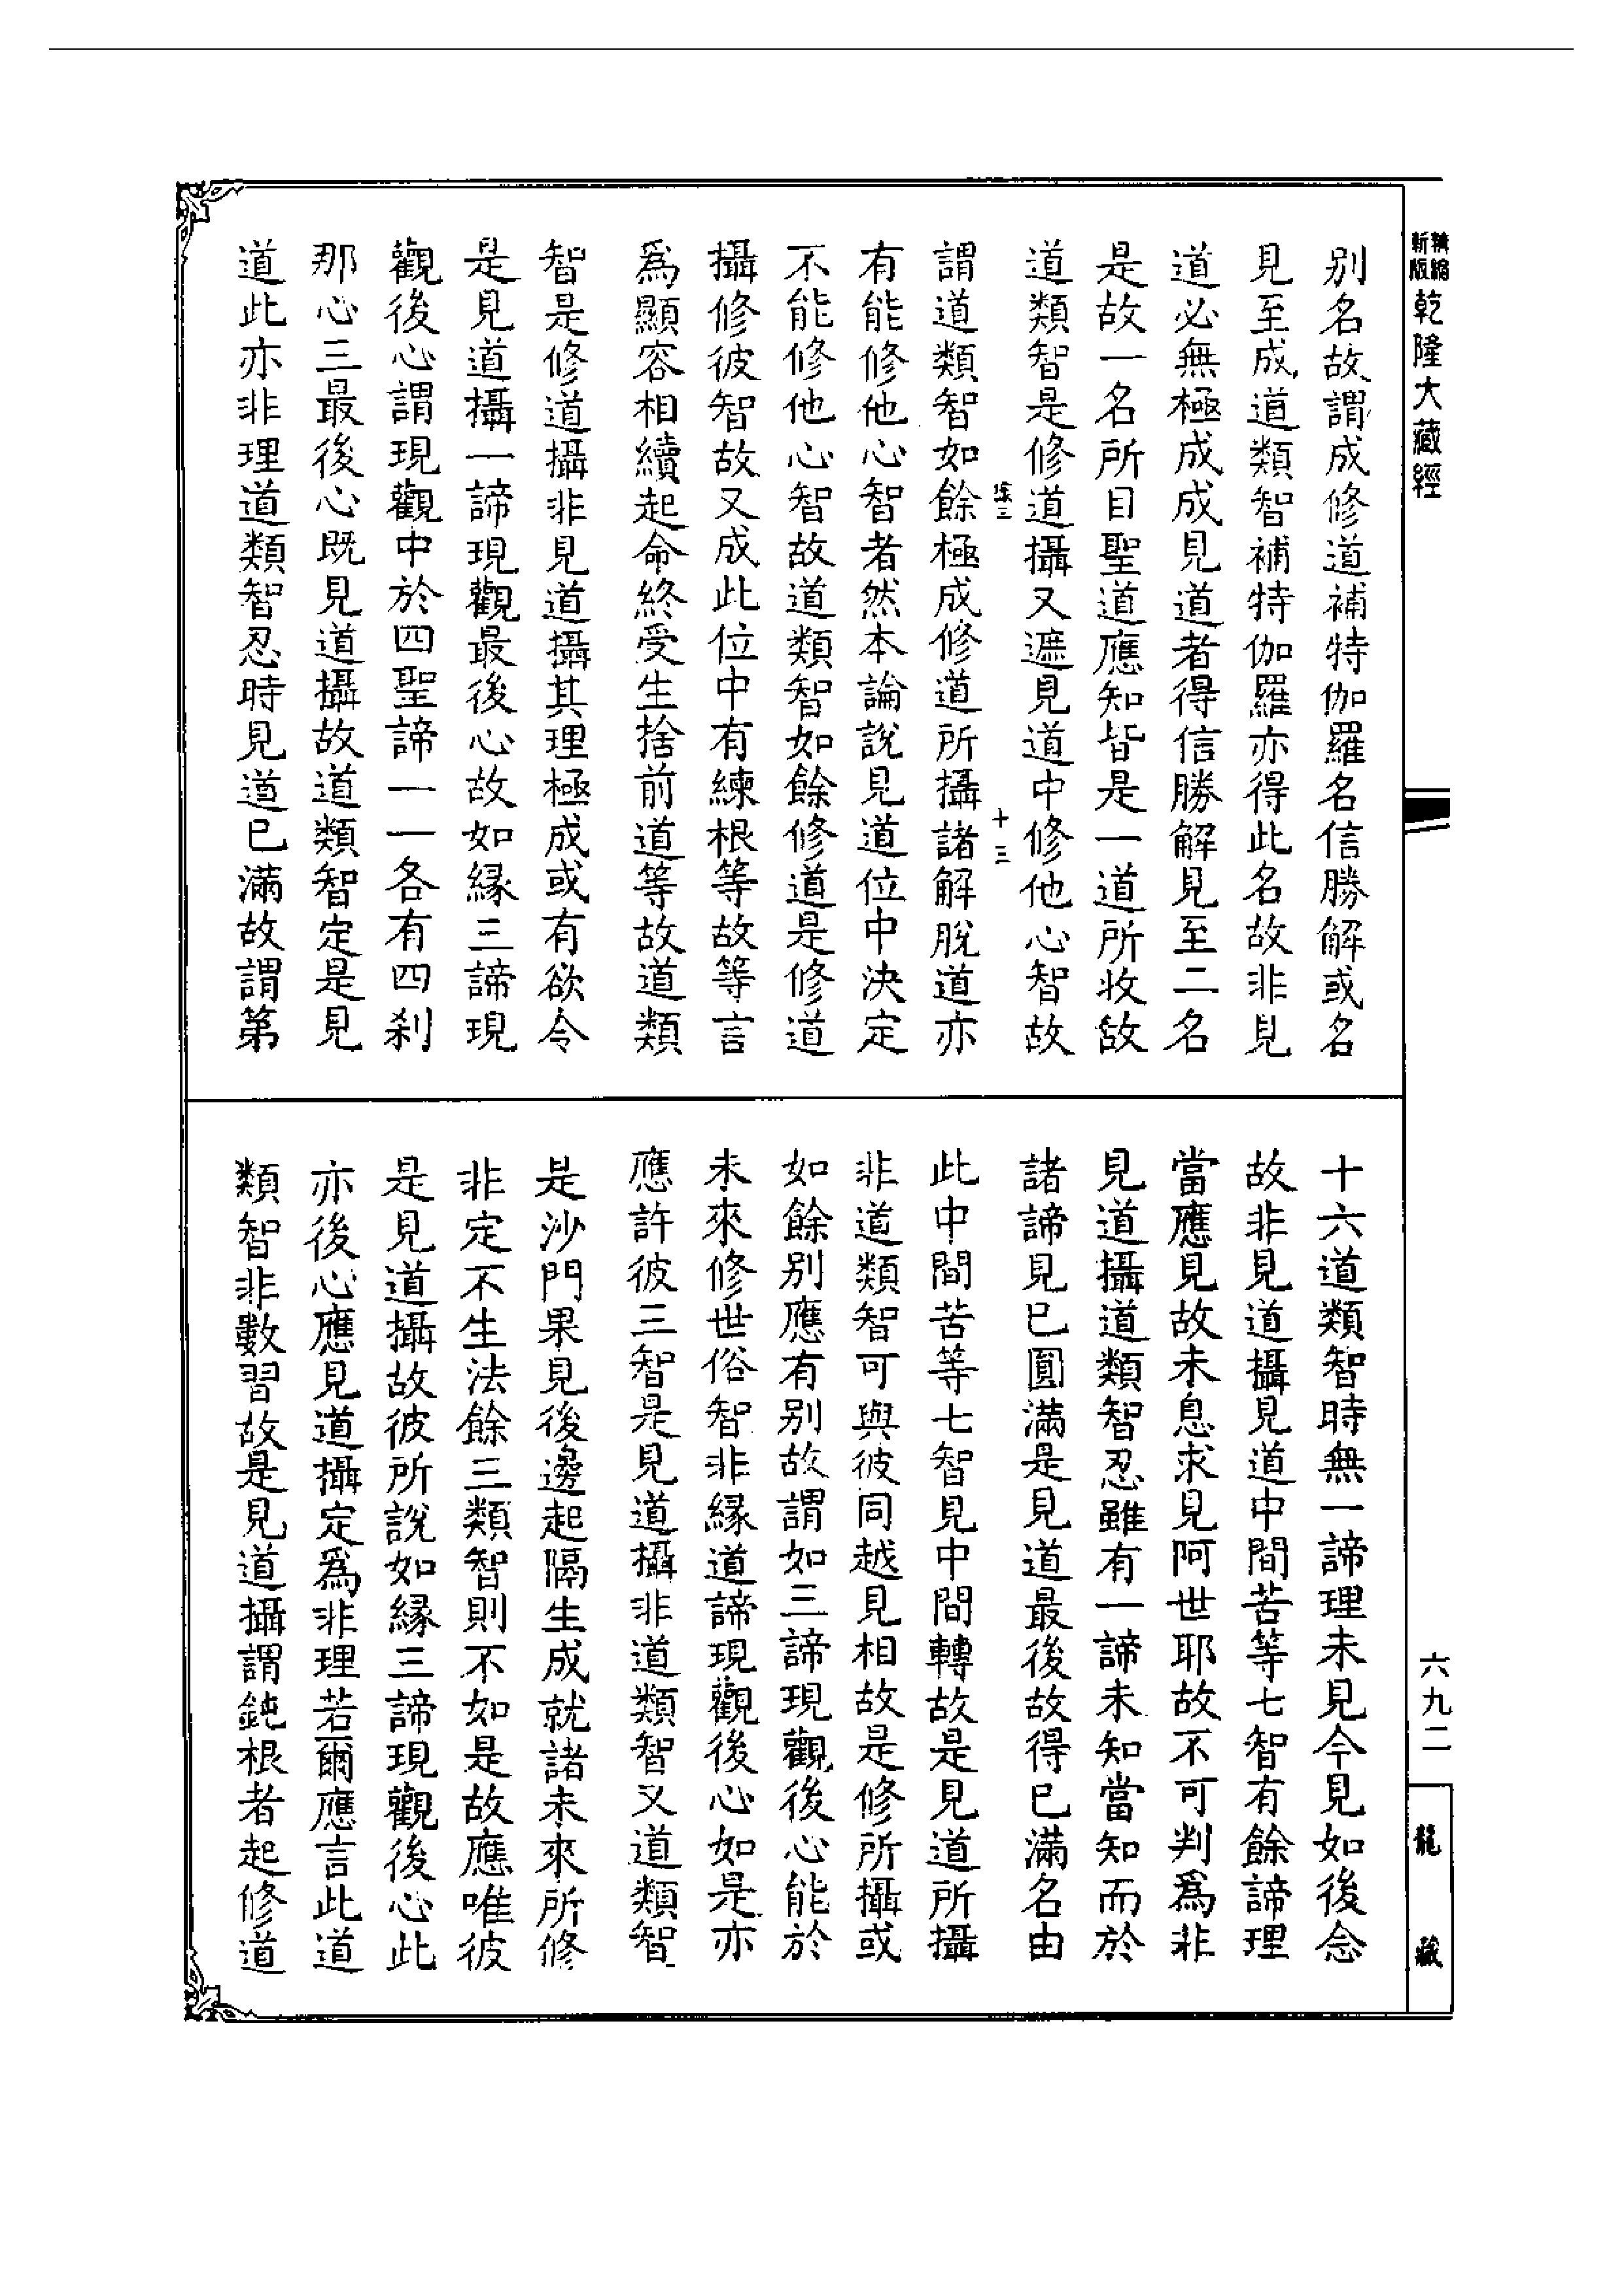 精縮新版乾隆大藏經
別名故謂成修道補特伽羅名信勝解或名
見至成道類智補特伽羅亦得此名故非見
道必無極成成見道者得信勝解見至二名
是故一名所目聖道應知皆是一道所收故
道類智是修道攝又遮見道中修他心智故
十三
謂道類智如餘極成修道所攝諸解脫道亦
有能修他心智者然本論說見道位中決定
不能修他心智故道類智如餘修道是修道
攝修彼智故又成此位中有練根等故等言
爲顯容相續起命終受生捨前道等故道類
智是修道攝非見道攝其理極成或有欲令
是見道攝一諦現觀最後心故如緣三諦現
觀後心謂現觀中於四聖諦一一各有四刹
那心三最後心既見道攝故道類智定是見
道此亦非理道類智忍時見道已滿故謂第
十六道類智時無一諦理未見今見如後念
故非見道攝見道中間苦等七智有餘諦理
當應見故未息求見阿世耶故不可判爲非
見道攝道類智忍雖有一諦未知當知而於
諸諦見已圓滿是見道最後故得已滿名由
此中間苦等七智見中間轉故是見道所攝
非道類智可與彼同越見相故是修所攝或
如餘別應有別故謂如三諦現觀後心能於
未來修世俗智非緣道諦現觀後心如是亦
應許彼三智是見道攝非道類智又道類智
是沙門果見後邊起隔生成就諸未來所修
非定不生法餘三類智則不如是故應唯彼
是見道攝故彼所說如緣三諦現觀後心此
亦後心應見道攝定爲非理若爾應言此道
類智非數習故是見道攝謂鈍根者起修道
六九二
龍藏